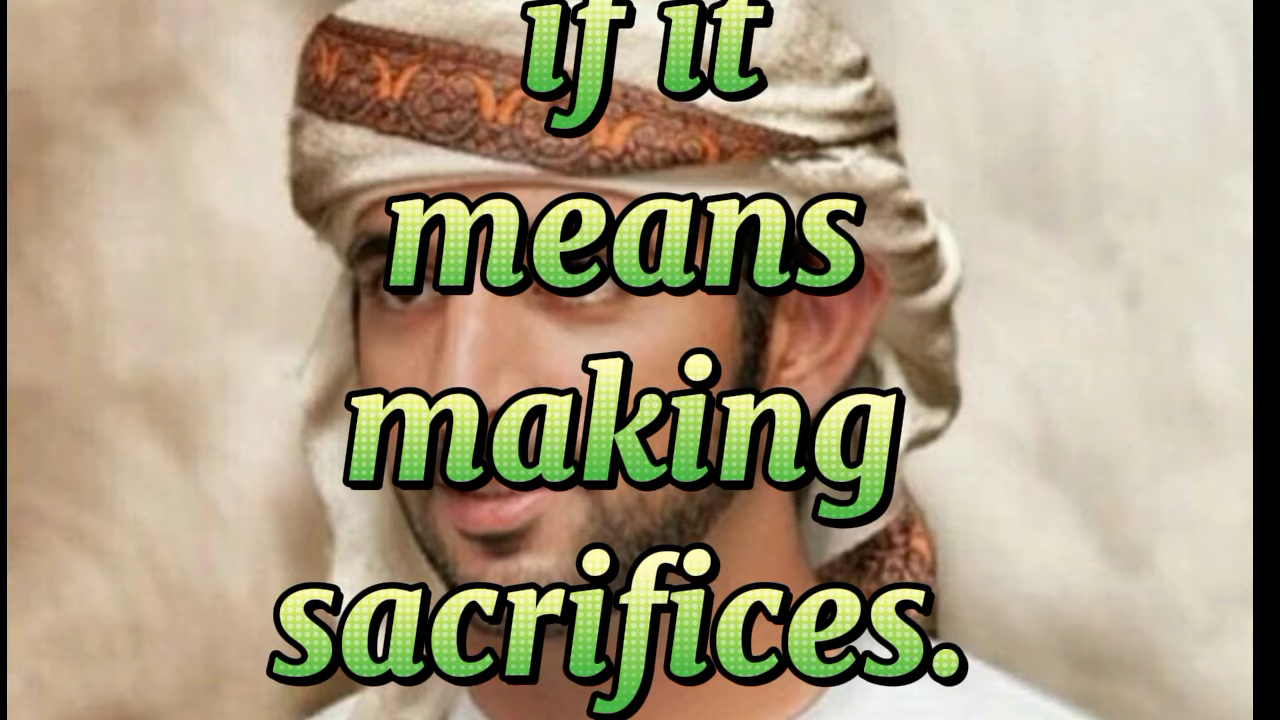 if it
means
making
sacrifices.